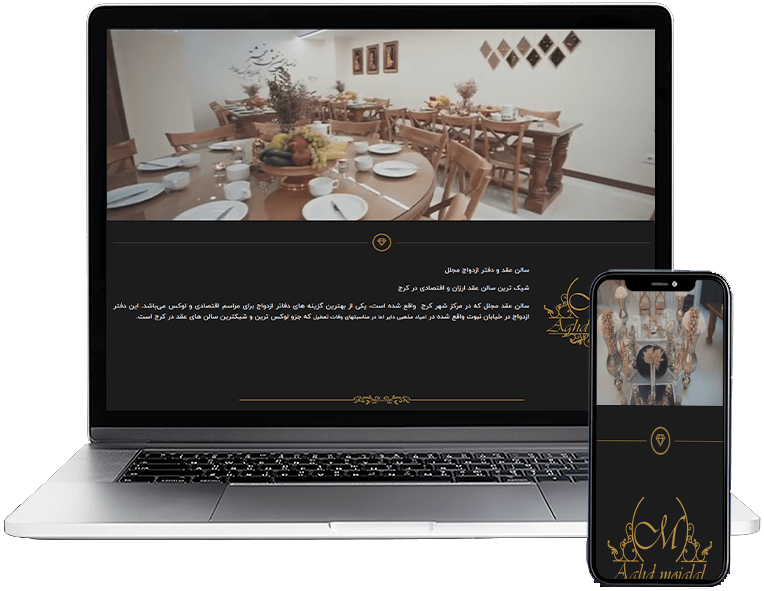 سالن عقد و دفتر ازدواج مجلل
شیک ترین سالن عقد ارزان و اقتصادی در کرج
سالن عقد مجلل که در مرکز شهر کرج واقع شده است، یکی از بهترین گزینه های دفاتر ازدواج برای مراسم اقتصادی و لوکس می‌باشد. این دفتر
ازدواج در خیابان نبوت واقع شده در اعیاد مذهبی دایر اما در مناسبتهای وفات تعطیل که جزو لوکس ترین و شیکترین سالن های عقد در کرج است.
Aghd
M
Aghd mojalal